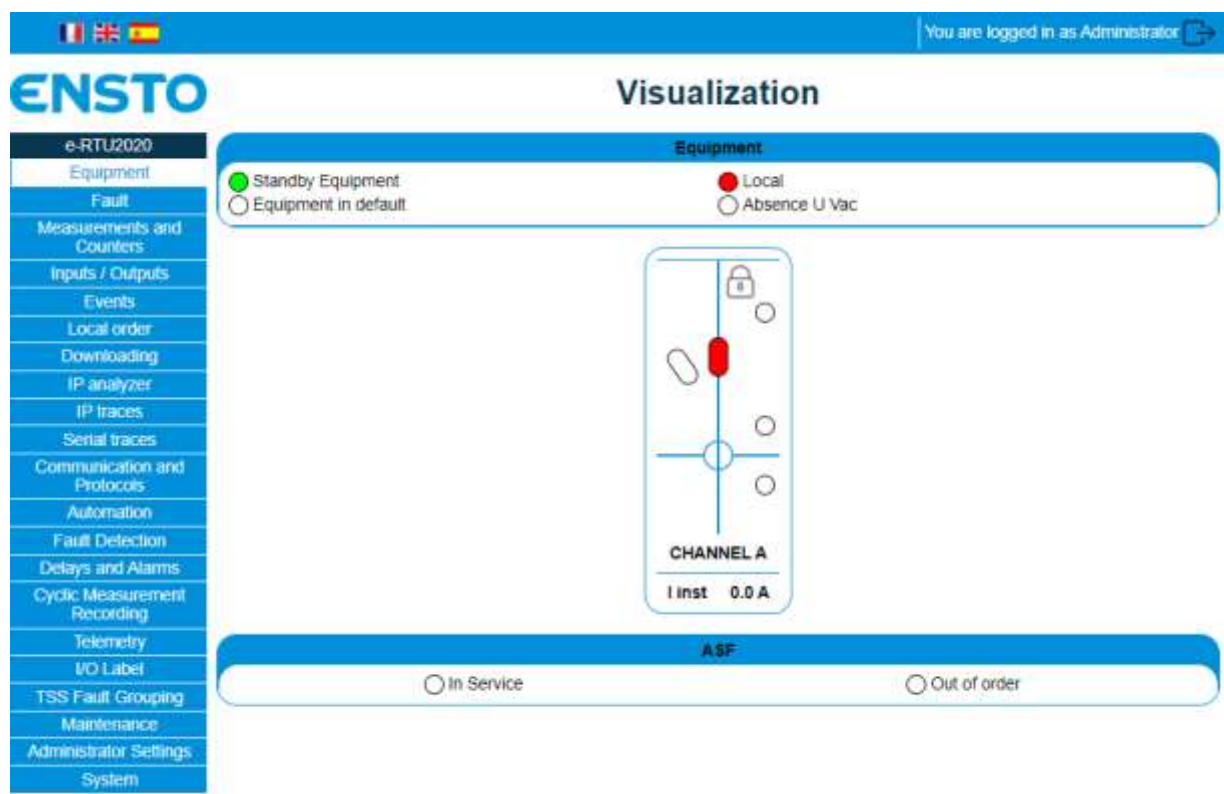 You are logged in as Administrator
ENSTO
Visualization
e-RTU2020
Equipment
Fault
Measurements and
Counters
Inputs / Outputs
Events
Local order
Downloading
IP analyzer
IP traces
Serial traces
Communication and
Protocols
Automation
Fault Detection
Delays and Alarms
Cyclic Measurement
Recording
Telemetry
I/O Label
TSS Fault Grouping
Maintenance
Administrator Settings
System
Equipment
Standby Equipment
Local
Equipment in default
Absence U Vac
CHANNEL A
I inst 0.0 A
ASF
In Service
Out of order